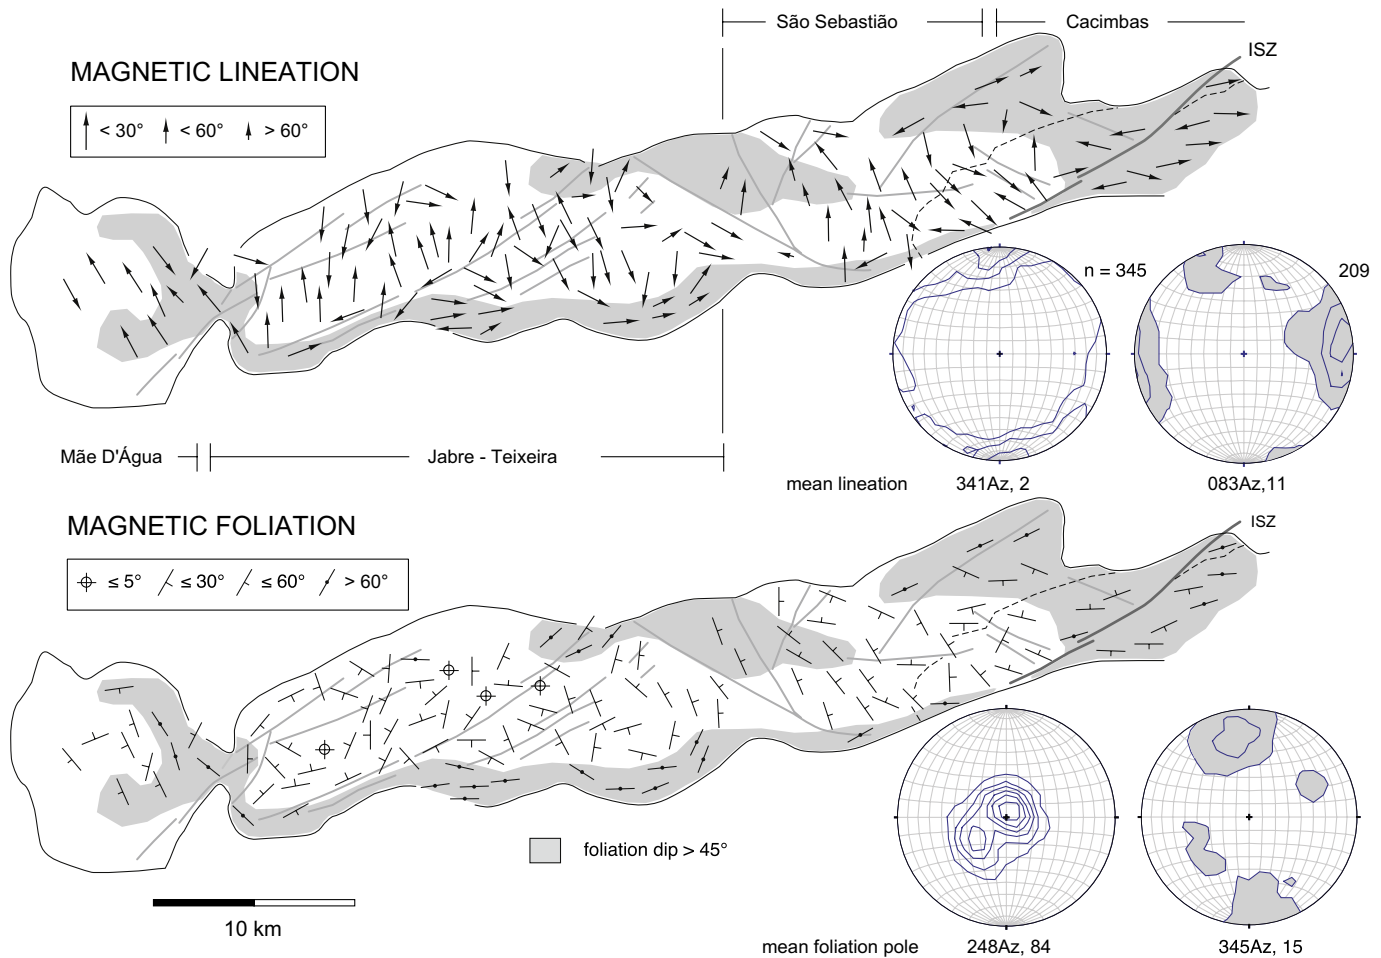 São Sebastião
Cacimbas
ISZ
MAGNETIC LINEATION
< 30°
< 60°
> 60°
n = 345
209
Mãe D'Água
Jabre - Teixeira
mean lineation
341Az, 2
083Az,11
MAGNETIC FOLIATION
ISZ
≤ 5°
≤ 30°
≤ 60°
> 60°
foliation dip > 45°
10 km
mean foliation pole
248Az, 84
345Az, 15